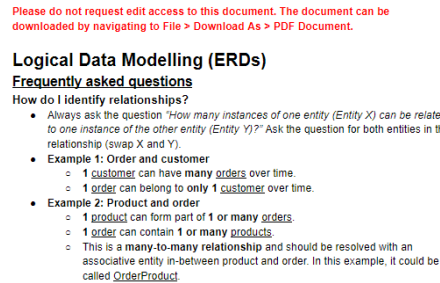 Please do not request edit access to this document. The document can be
downloaded by navigating to File > Download As > PDF Document.
Logical Data Modelling (ERDs)
Frequently asked questions
How do I identify relationships?
● Always ask the question "How many instances of one entity (Entity X) can be relate
to one instance of the other entity (Entity Y)?" Ask the question for both entities in th
relationship (swap X and Y).
● Example 1: Order and customer
○ 1 customer can have many orders over time.
○ 1 order can belong to only 1 customer over time.
● Example 2: Product and order
○ 1 product can form part of 1 or many orders.
○ 1 order can contain 1 or many products.
○ This is a many-to-many relationship and should be resolved with an
associative entity in-between product and order. In this example, it could be
called OrderProduct.